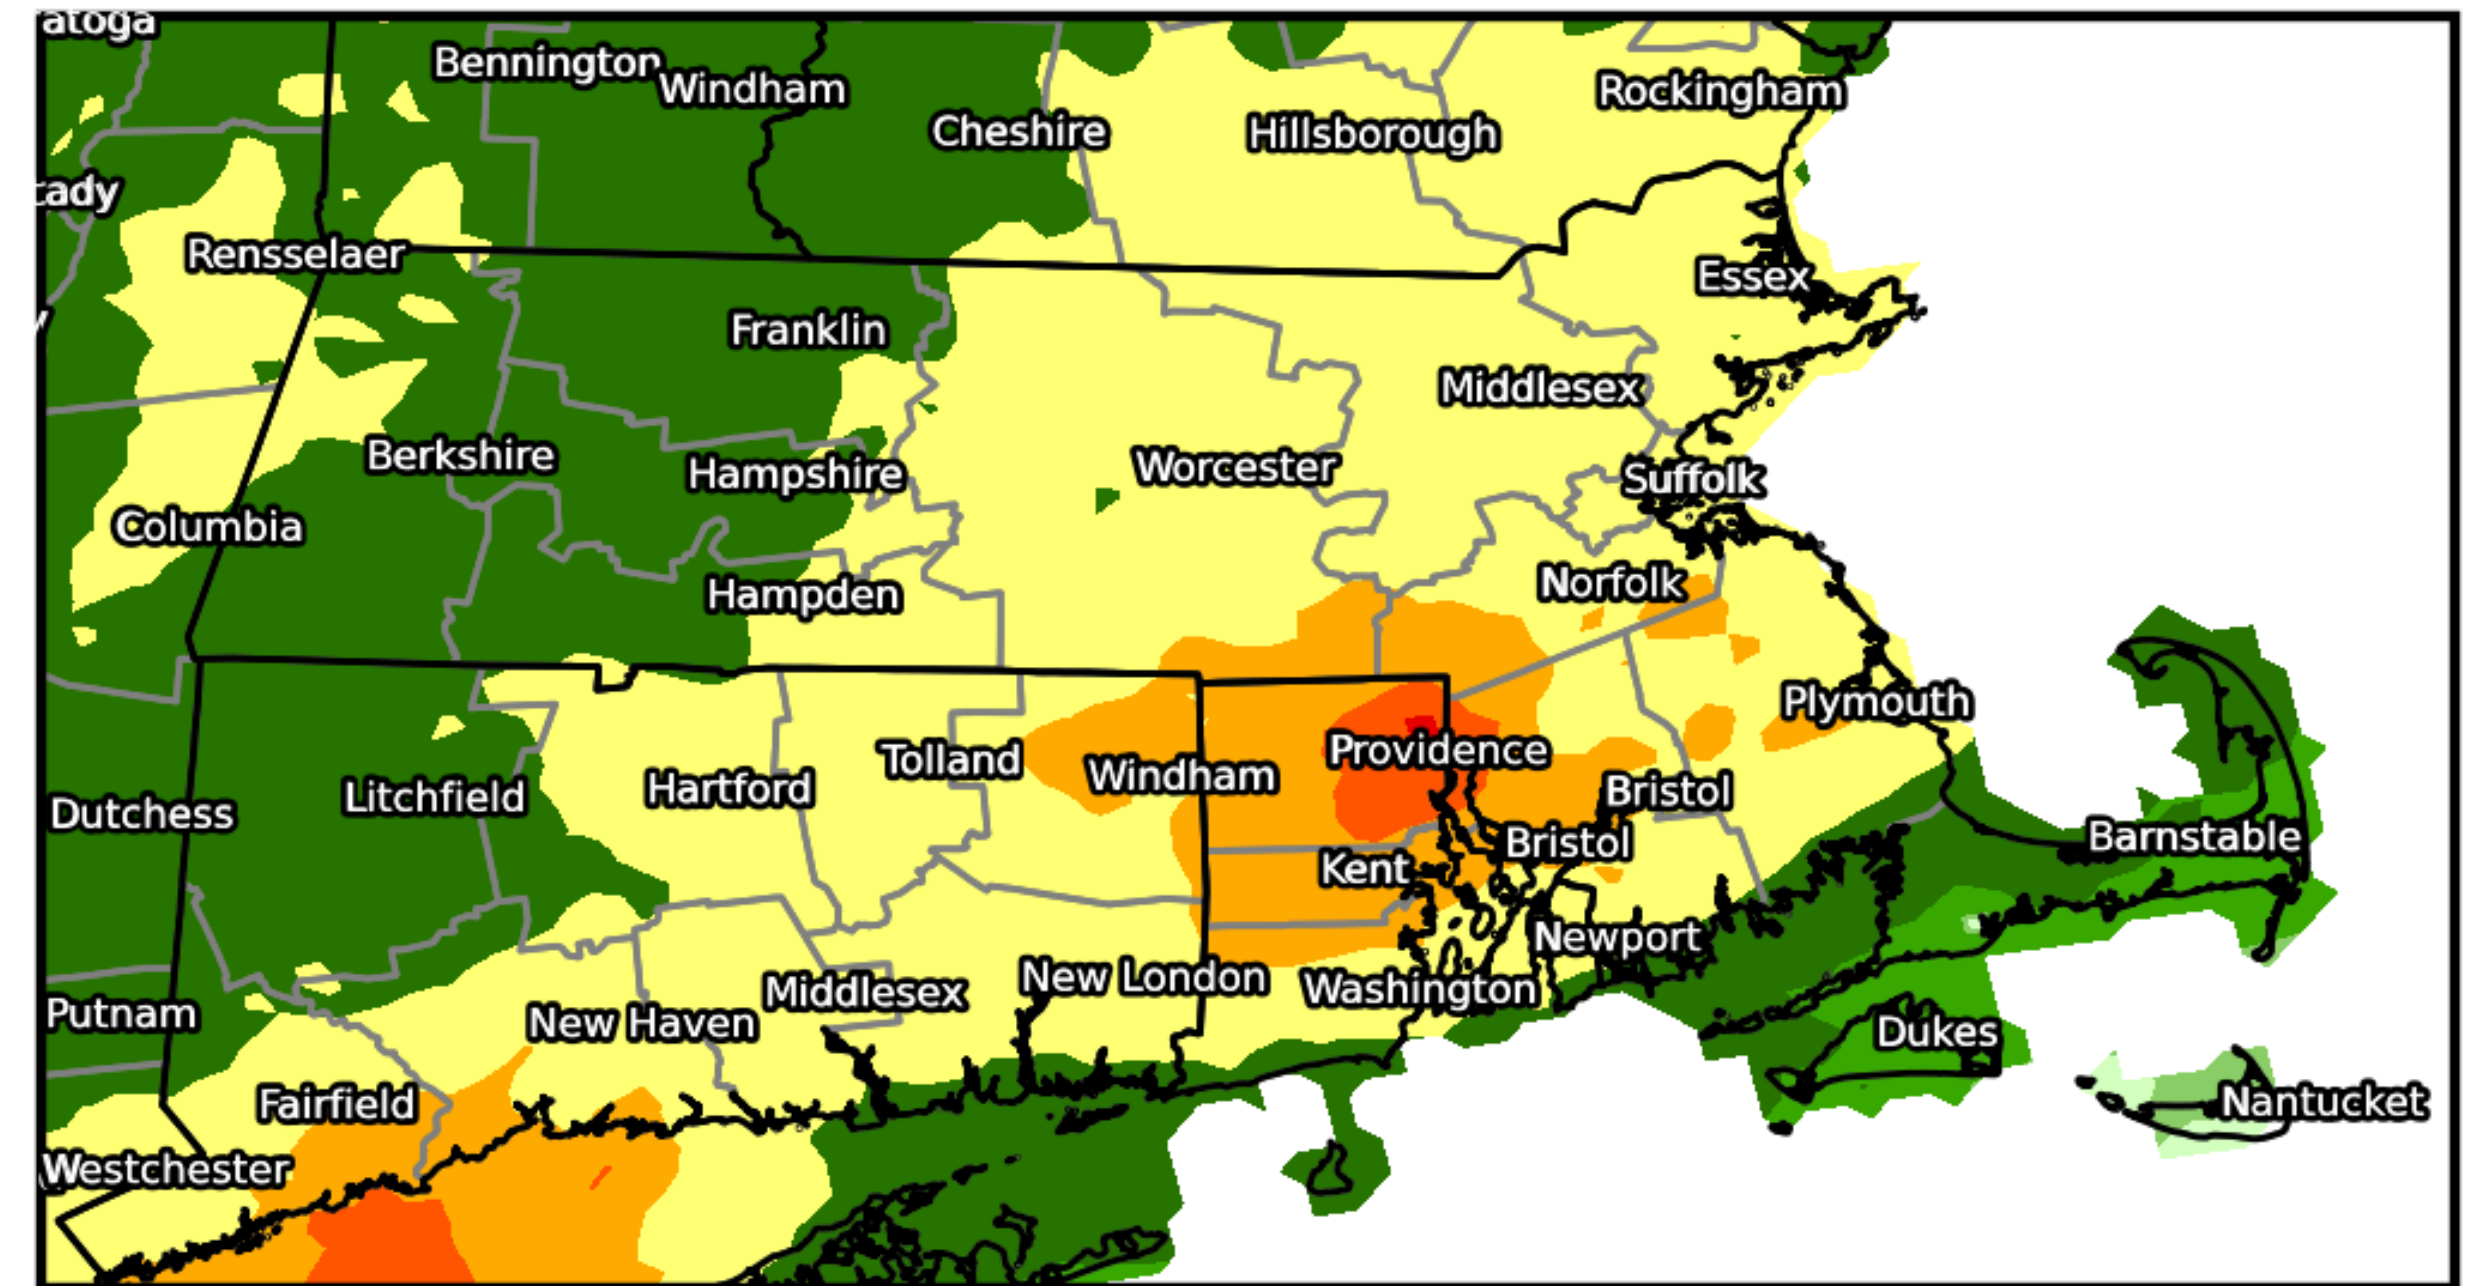 atoga
Bennington
Windham
Rockingham
Cheshire
Hillsborough
cady
Rensselaer
Essex
Franklin
y
Middlesex
Berkshire
Hampshire
Worcester
Suffolk
Columbia
Hampden
Norfolk
Plymouth
Tolland
Providence
Windham
Litchfield
Hartford
Bristol
Dutchess
Bristol
Barnstable
Kent
Newport
New London
Middlesex
Washington
Putnam
New Haven
Dukes
Fairfield
Nantucket
Westchester